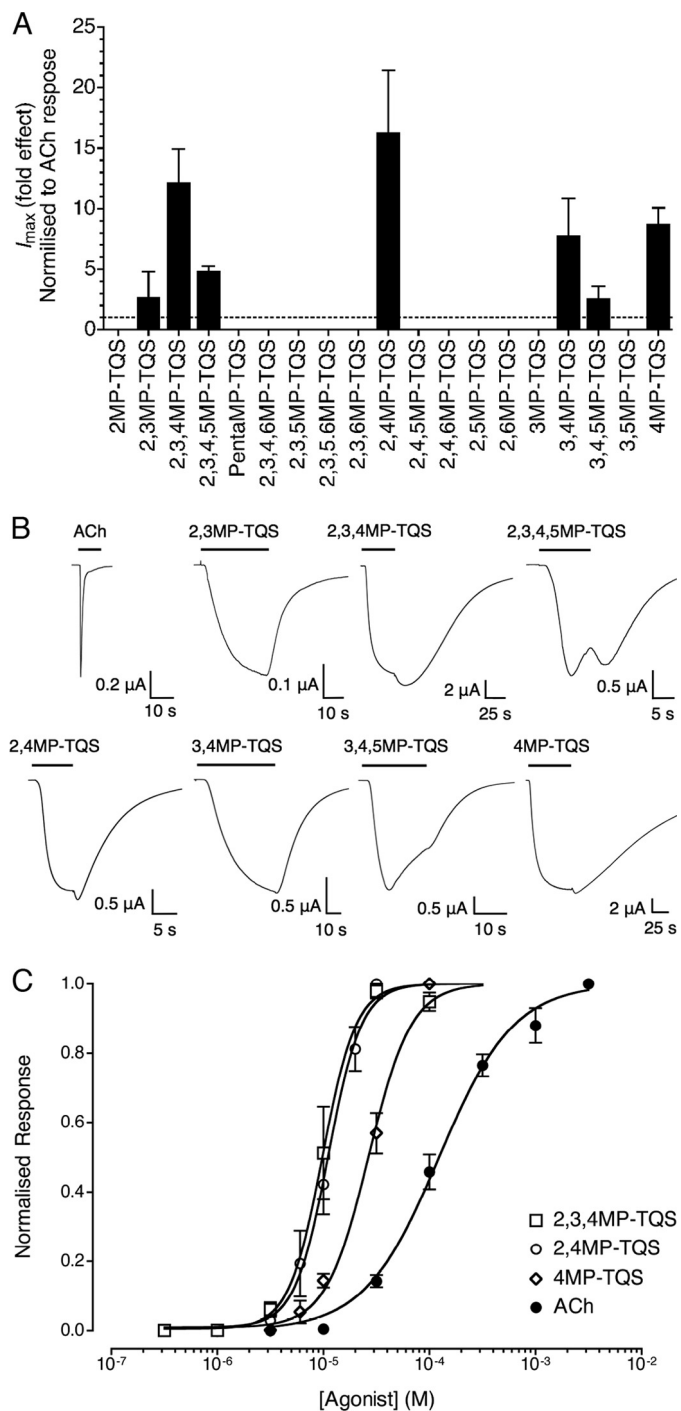 A
I max (fold effect)
Normilised to ACh respose
25
20
15
10
5
0
2MP-TQS
2,3MP-TQS
2,3,4MP-TQS
2,3,4,5MP-TQS
PentaMP-TQS
2,3,4,6MP-TQS
2,3,5MP-TQS
2,3,5.6MP-TQS
2,3,6MP-TQS
2,4MP-TQS
2,4,5MP-TQS
2,4,6MP-TQS
2,5MP-TQS
2,6MP-TQS
3MP-TQS
3,4MP-TQS
3,4,5MP-TQS
3,5MP-TQS
4MP-TQS
B
ACh
2,3MP-TQS
2,3,4MP-TQS
2,3,4,5MP-TQS
0.2 µA
10 s
0.1 µA
10 s
2 µA
25 s
0.5 µA
5 s
2,4MP-TQS
3,4MP-TQS
3,4,5MP-TQS
4MP-TQS
0.5 µA
5 s
0.5 µA
10 s
0.5 µA
10 s
2 µA
25 s
C
Normalised Response
1.0
0.8
0.6
0.4
0.2
0.0
2,3,4MP-TQS
2,4MP-TQS
4MP-TQS
ACh
10-7
10-6
10-5
10-4
10-3
10-2
[Agonist] (M)